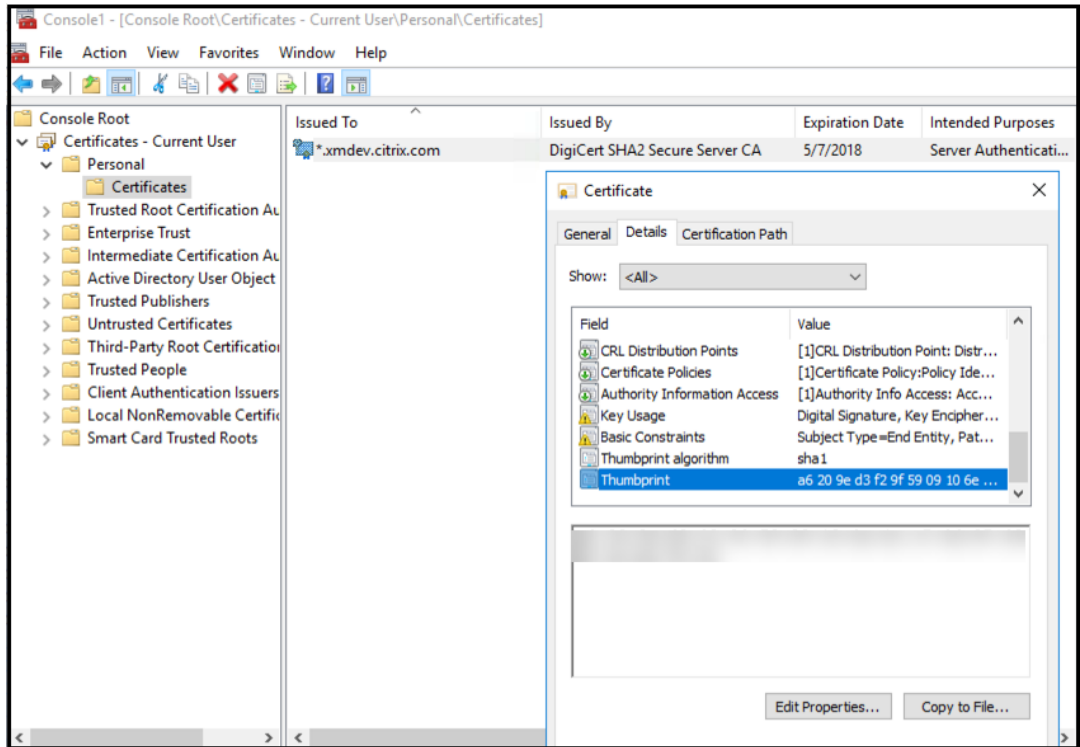 Console1 - [Console Root\Certificates - Current User\Personal\Certificates]
File Action View Favorites Window Help
Console Root
Certificates - Current User
Personal
Certificates
Trusted Root Certification Au
Enterprise Trust
Intermediate Certification Au
Active Directory User Object
Trusted Publishers
Untrusted Certificates
Third-Party Root Certification
Trusted People
Client Authentication Issuers
Local NonRemovable Certific
Smart Card Trusted Roots
Issued To Issued By Expiration Date Intended Purposes
*.xmdev.citrix.com DigiCert SHA2 Secure Server CA 5/7/2018 Server Authenticati...
Certificate
General Details Certification Path
Show: <All>
Field Value
CRL Distribution Points [1]CRL Distribution Point: Distr...
Certificate Policies [1]Certificate Policy:Policy Ide...
Authority Information Access [1]Authority Info Access: Acc...
Key Usage Digital Signature, Key Encipher...
Basic Constraints Subject Type=End Entity, Pat...
Thumbprint algorithm sha1
Thumbprint a6 20 9e d3 f2 9f 59 09 10 6e ...
Edit Properties... Copy to File...